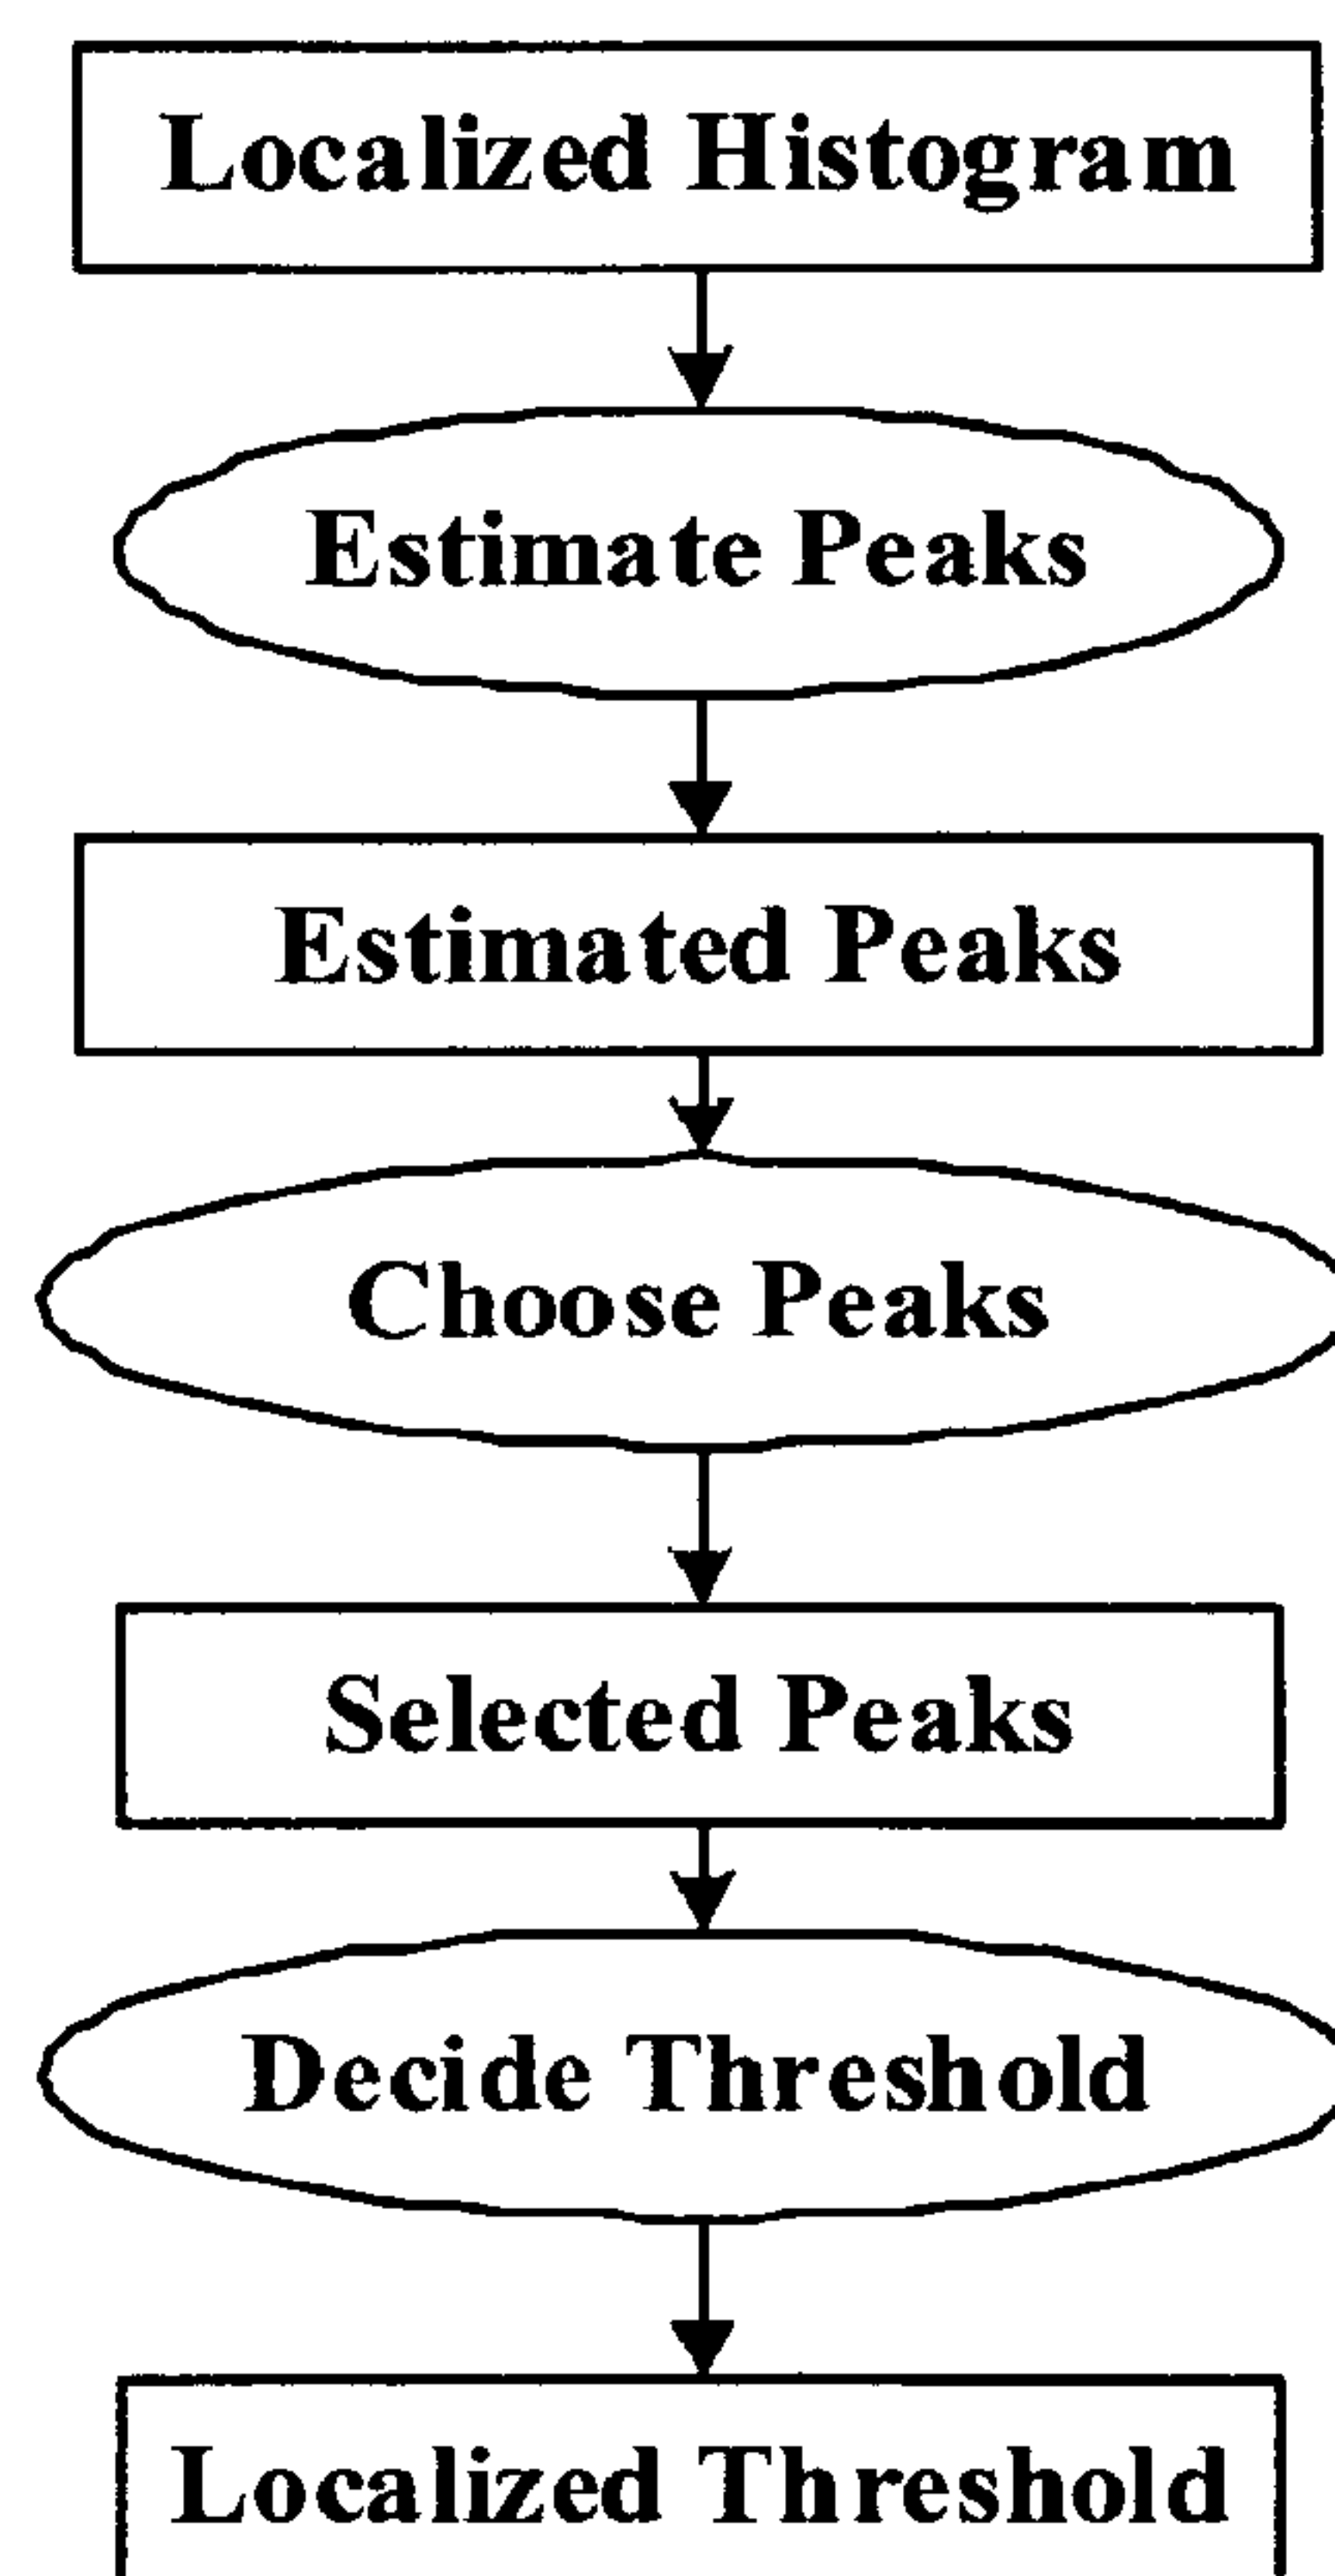 Localized Histogram
Estimate Peaks
Estimated Peaks
Choose Peaks
Selected Peaks
Decide Threshold
Localized Threshold